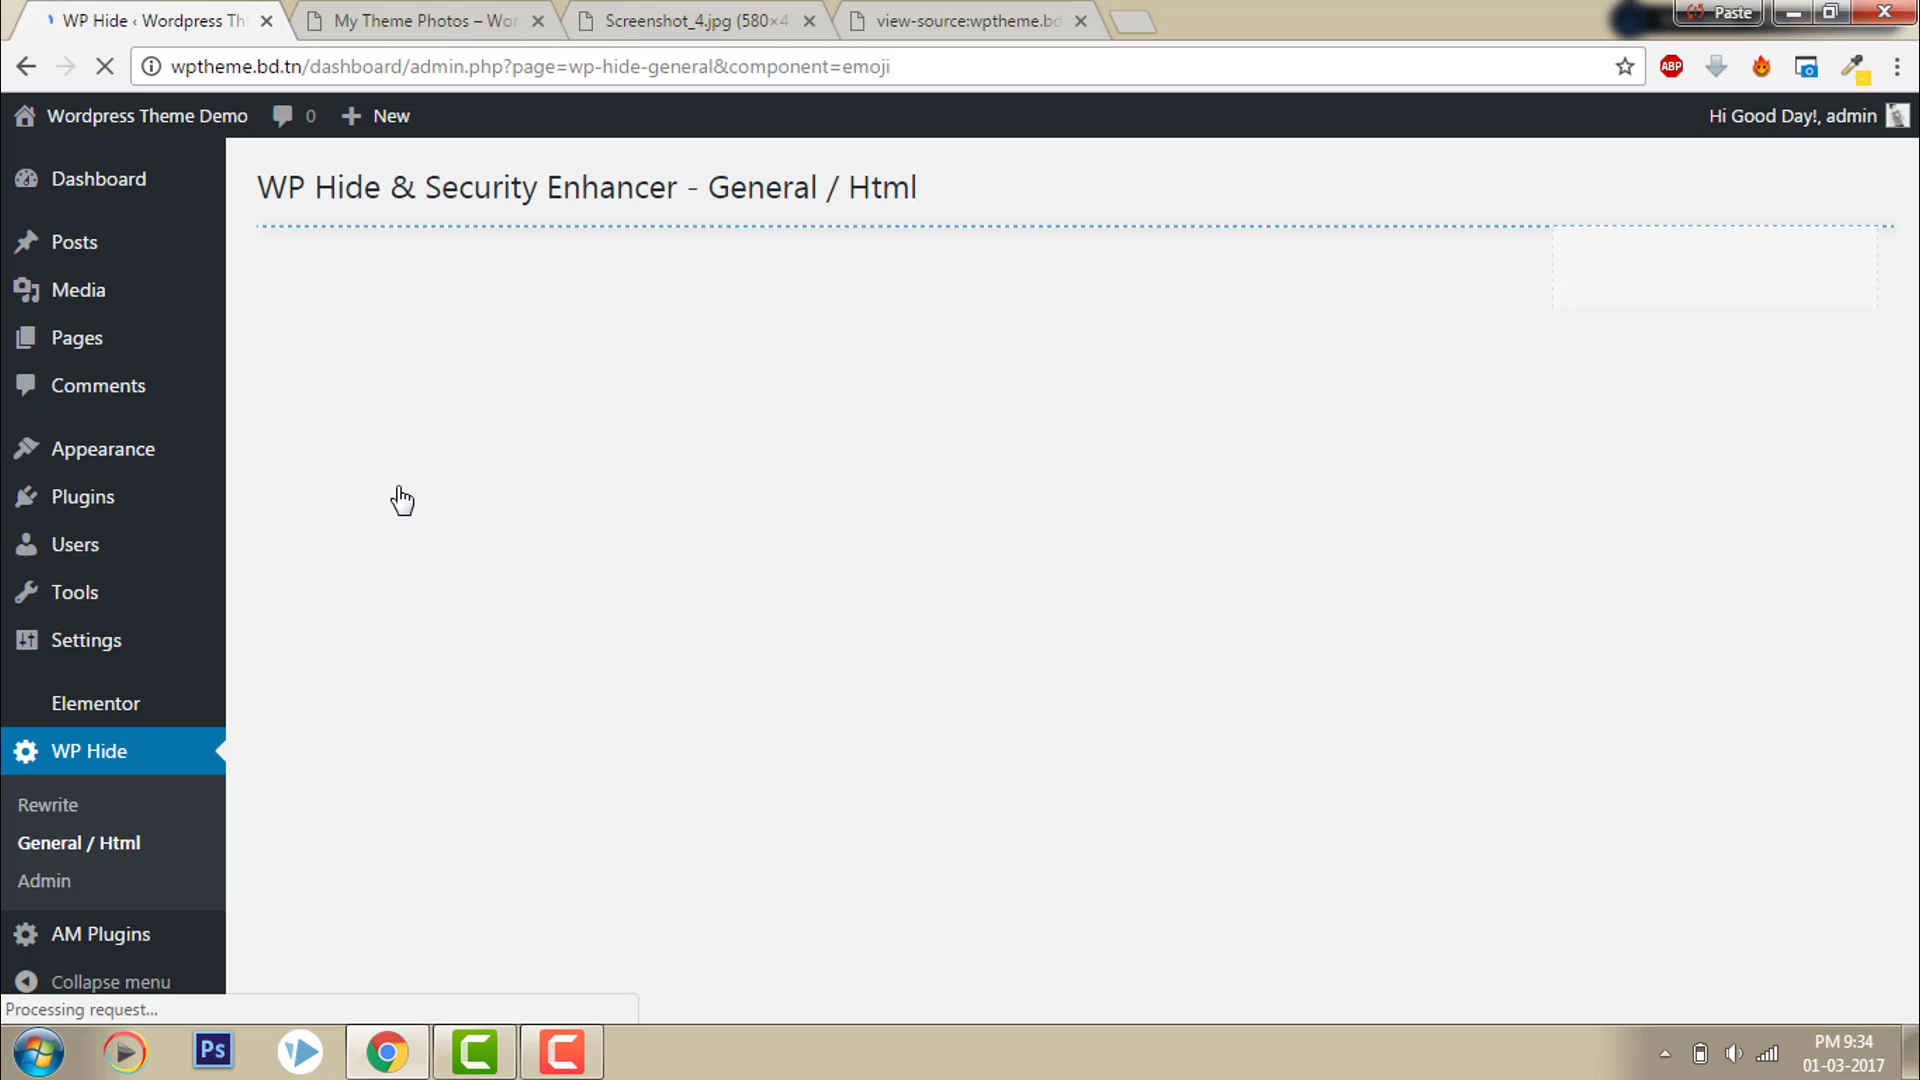 WP Hide ‹ Wordpress Th
My Theme Photos – Wor
Screenshot_4.jpg (580×4
view-source:wptheme.bd
Paste
wptheme.bd.tn/dashboard/admin.php?page=wp-hide-general&component=emoji
ABP
Wordpress Theme Demo
0
New
Hi Good Day!, admin
Dashboard
WP Hide & Security Enhancer - General / Html
Posts
Media
Pages
Comments
Appearance
Plugins
Users
Tools
Settings
Elementor
WP Hide
Rewrite
General / Html
Admin
AM Plugins
Collapse menu
Processing request...
Ps
PM 9:34
01-03-2017